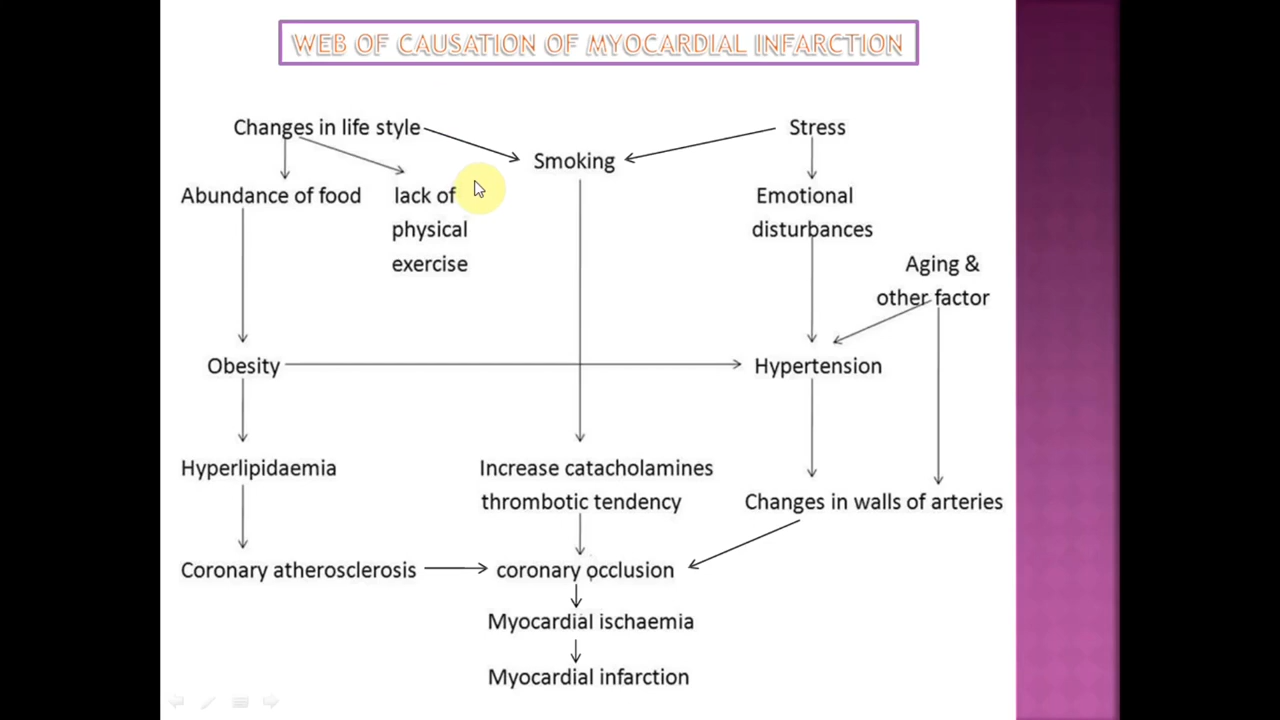 WEB OF CAUSATION OF MYOCARDIAL INFARCTION
Changes in life style
Stress
Smoking
Abundance of food
lack of
physical
exercise
Emotional
disturbances
Aging &
other factor
Obesity
Hypertension
Hyperlipidaemia
Increase catacholamines
thrombotic tendency
Changes in walls of arteries
Coronary atherosclerosis
coronary occlusion
Myocardial ischaemia
Myocardial infarction